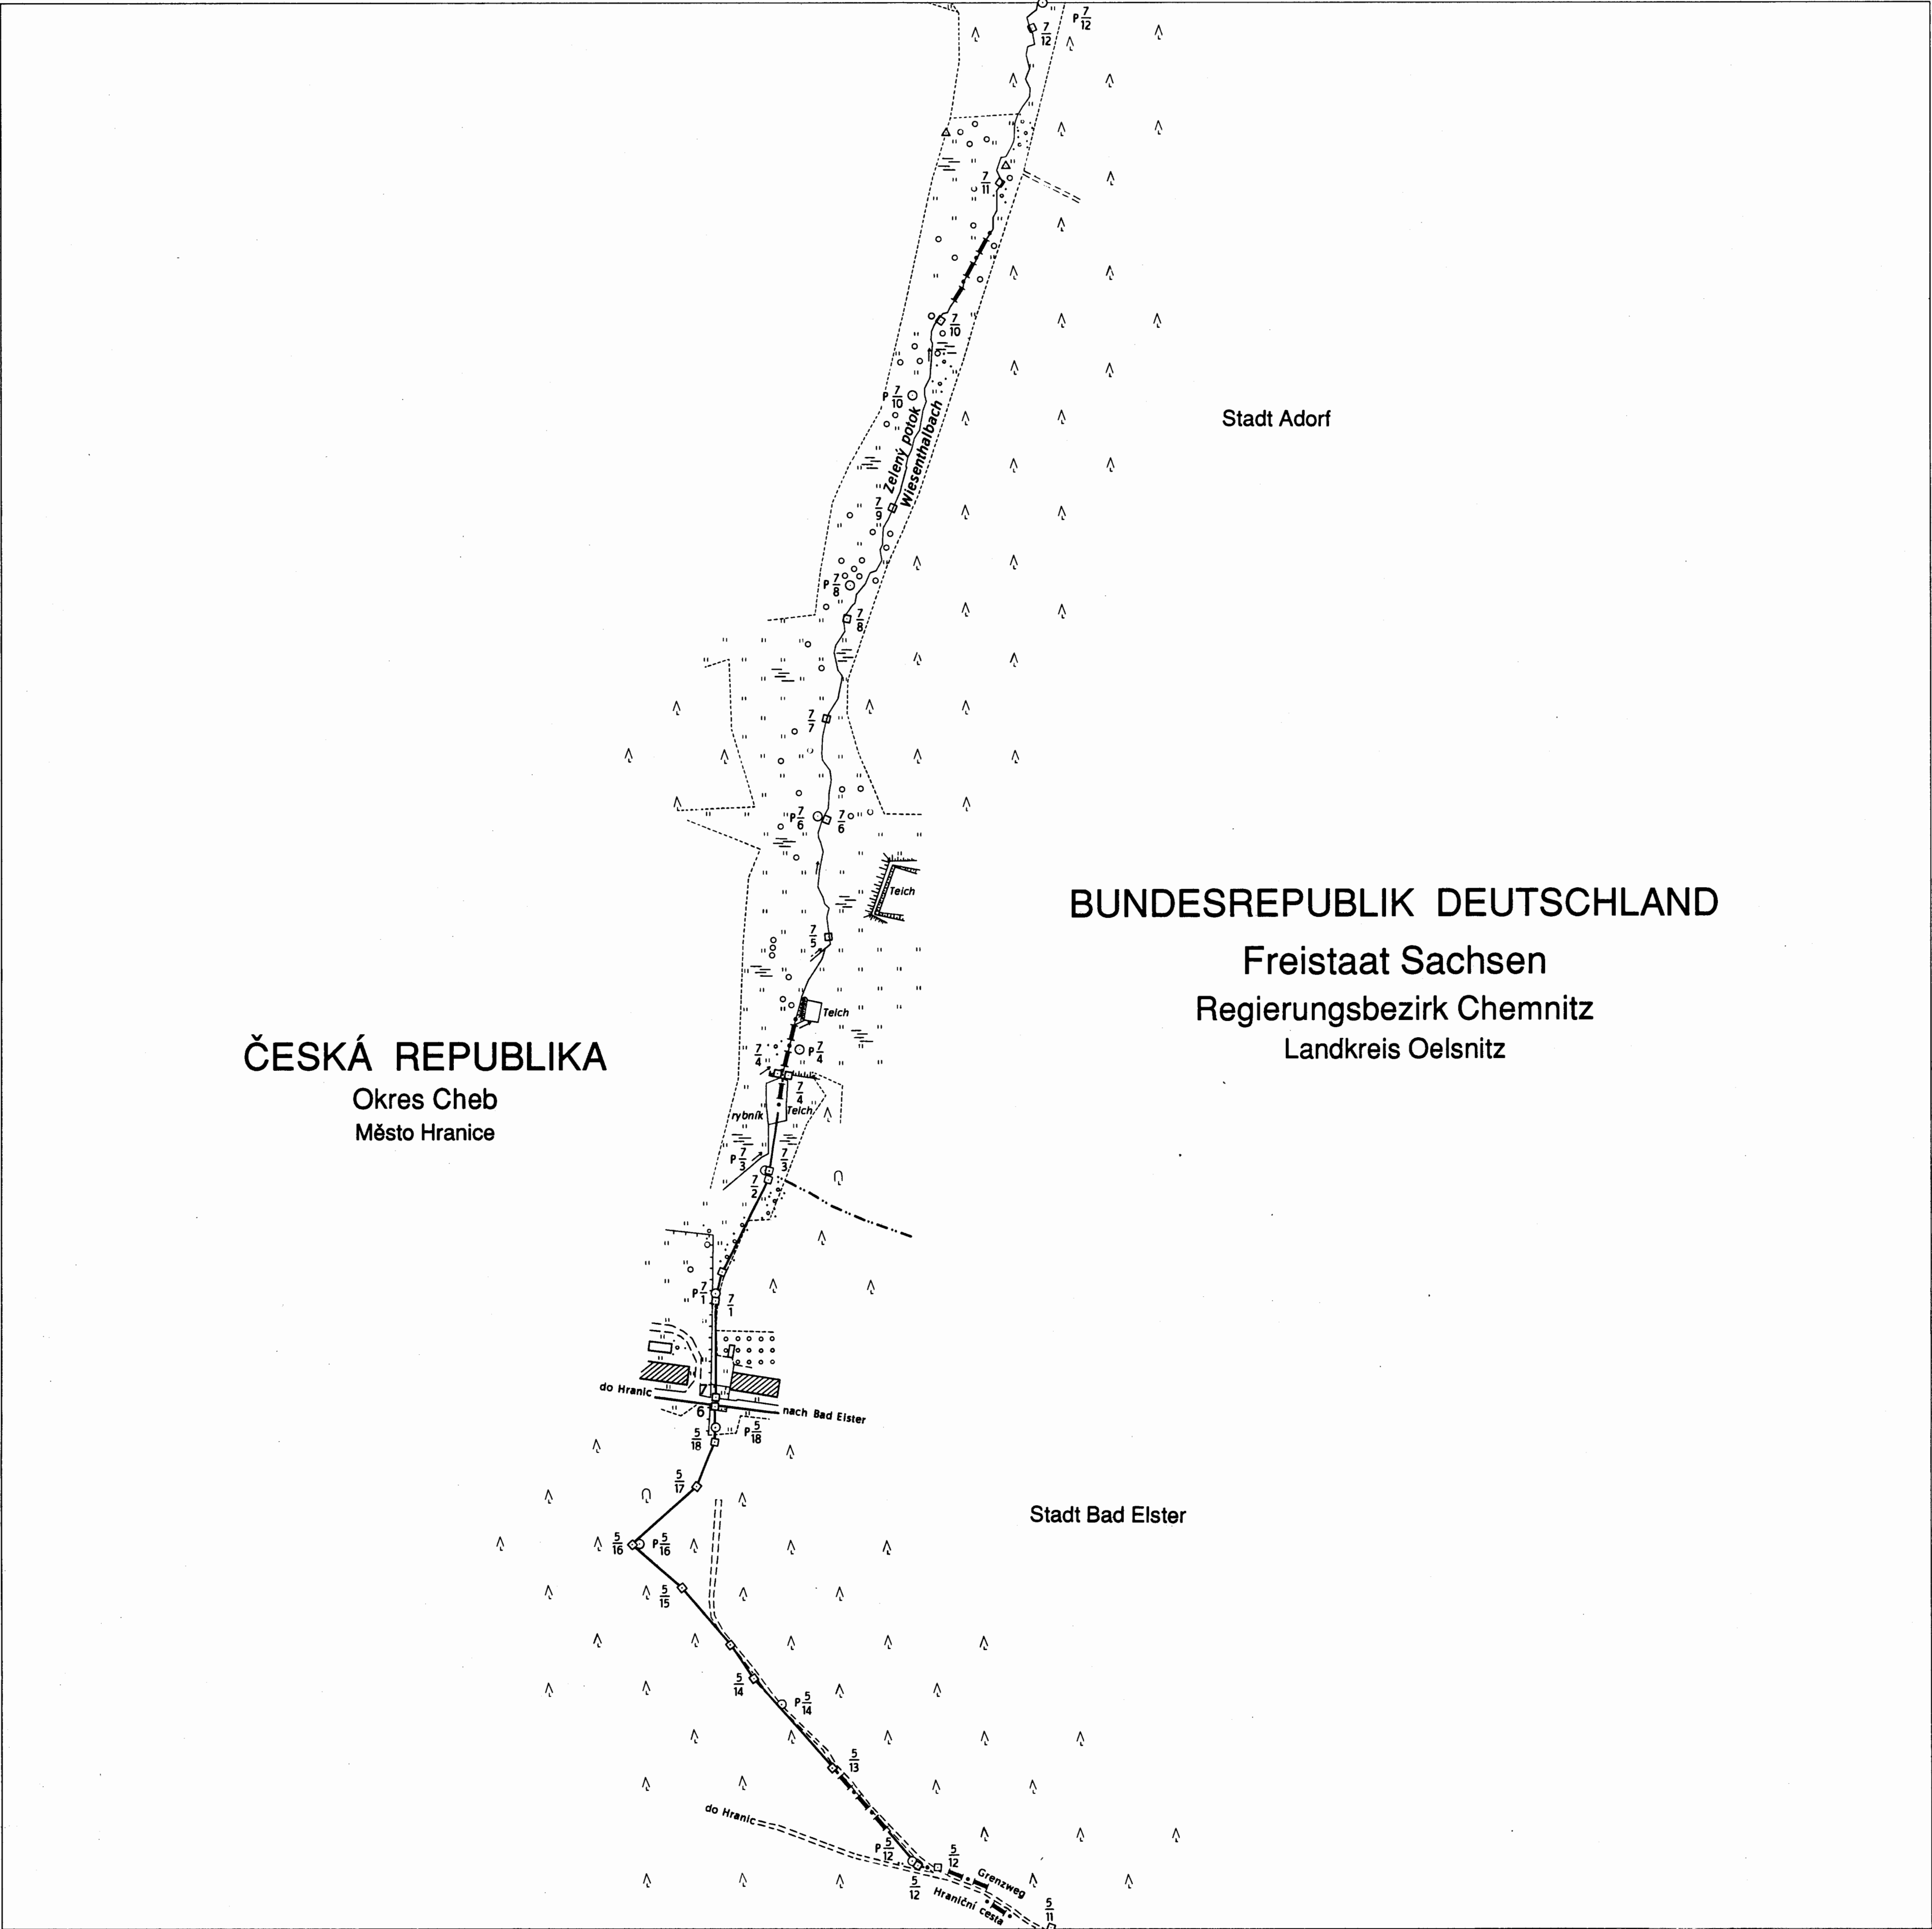 P 7/12
7/12
7/11
7/10
P 7/10
Stadt Adorf
Zelený potok
Wiesenthalbach
7/9
P 7/8
7/8
7/7
P 7/6
7/6
Teich
BUNDESREPUBLIK DEUTSCHLAND
7/5
Freistaat Sachsen
Regierungsbezirk Chemnitz
Teich
ČESKÁ REPUBLIKA
Landkreis Oelsnitz
7/4
P 7/4
Okres Cheb
7/4
rybník
Teich
Město Hranice
P 7/3
7/3
7/2
P 7/1
7/1
do Hranic
7
6
nach Bad Elster
5/18
P 5/18
5/17
Stadt Bad Elster
5/16
P 5/16
5/15
5/14
P 5/14
5/13
do Hranic
P 5/12
5/12
5/12
Grenzweg
Hraniční cesta
5/11